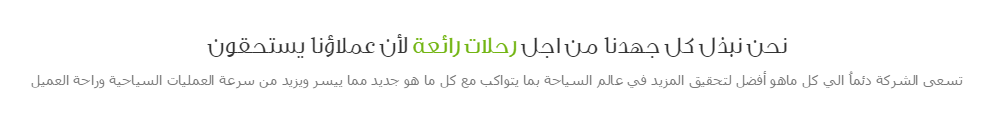 نحن نبذل كل جهدنا من اجل رحلات رائعة لأن عملاؤنا يستحقون
تسعى الشركة دئماً الي كل ماهو أفضل لتحقيق المزيد في عالم السياحة بما يتواكب مع كل ما هو جديد مما ييسر ويزيد من سرعة العمليات السياحية وراحة العميل